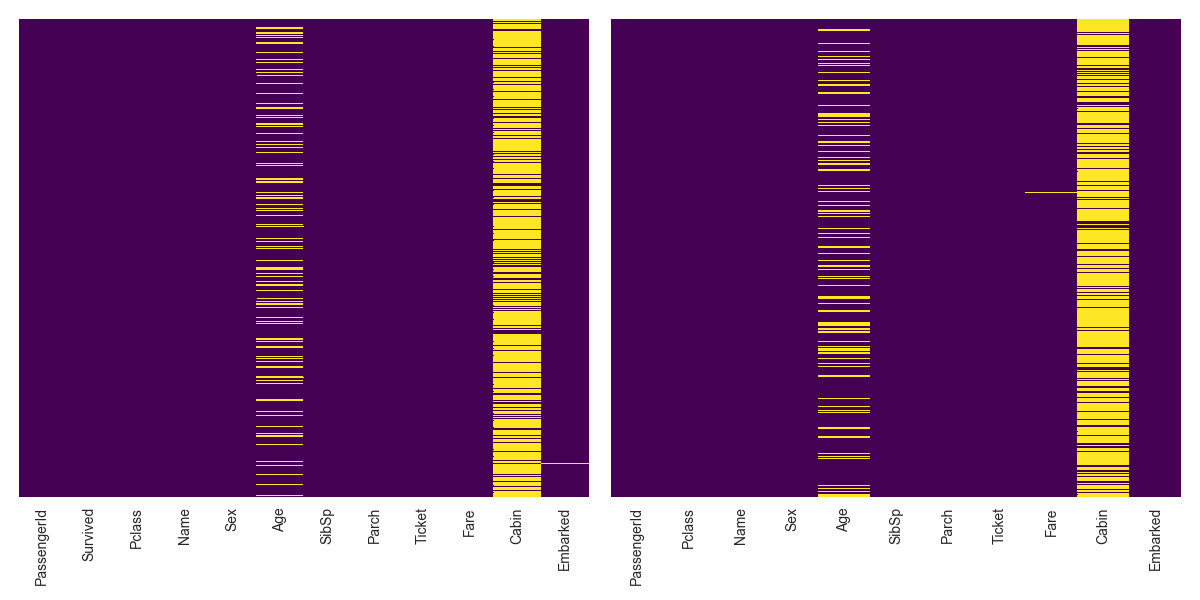 PassengerId
Survived
Pclass
Name
Sex
Age
SibSp
Parch
Ticket
Fare
Cabin
Embarked
PassengerId
Pclass
Name
Sex
Age
SibSp
Parch
Ticket
Fare
Cabin
Embarked